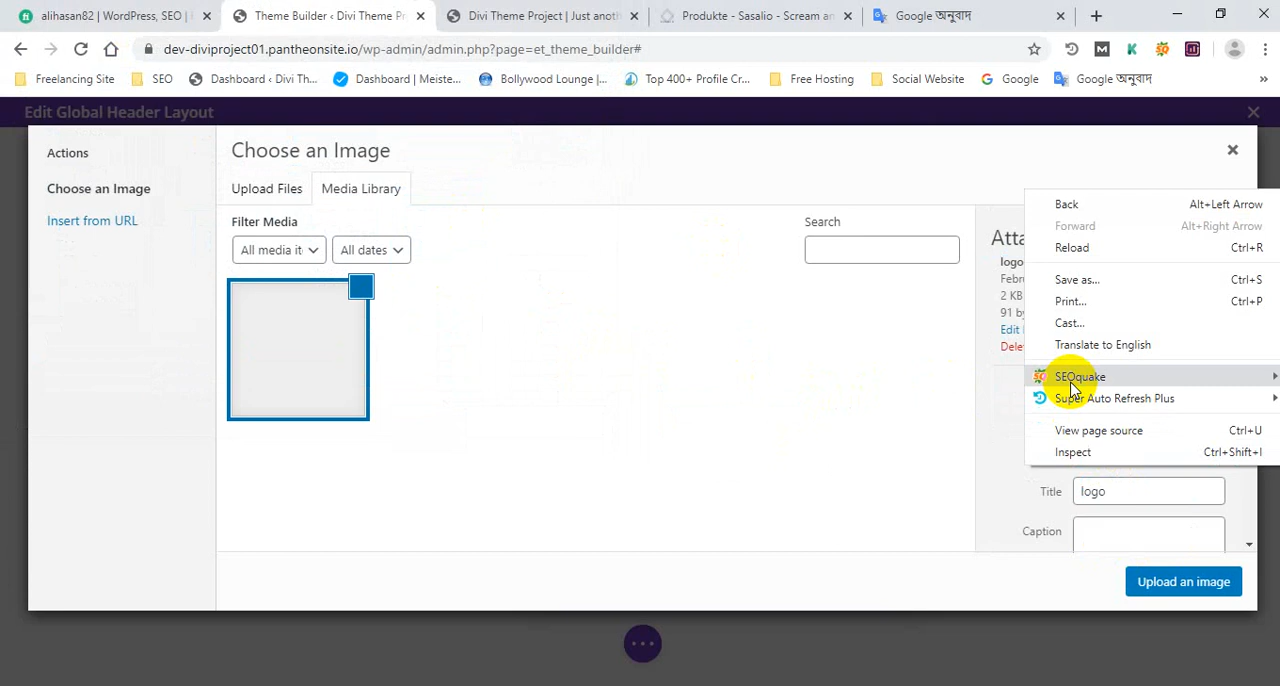 alihasan82 | WordPress, SEO |
Theme Builder ‹ Divi Theme Pr
Divi Theme Project | Just anoth
Produkte - Sasalio - Scream an
Google অনুবাদ
dev-diviproject01.pantheonsite.io/wp-admin/admin.php?page=et_theme_builder#
Freelancing Site
SEO
Dashboard ‹ Divi Th...
Dashboard | Meiste...
Bollywood Lounge |...
Top 400+ Profile Cr...
Free Hosting
Social Website
Google
Google অনুবাদ
Edit Global Header Layout
Actions
Choose an Image
Insert from URL
Choose an Image
Upload Files
Media Library
Filter Media
All media it
All dates
Search
Atta
logo
Febru
2 KB
91 by
Edit
Delet
Back Alt+Left Arrow
Forward Alt+Right Arrow
Reload Ctrl+R
Save as... Ctrl+S
Print... Ctrl+P
Cast...
Translate to English
SEOquake
Super Auto Refresh Plus
View page source Ctrl+U
Inspect Ctrl+Shift+I
Title logo
Caption
Upload an image